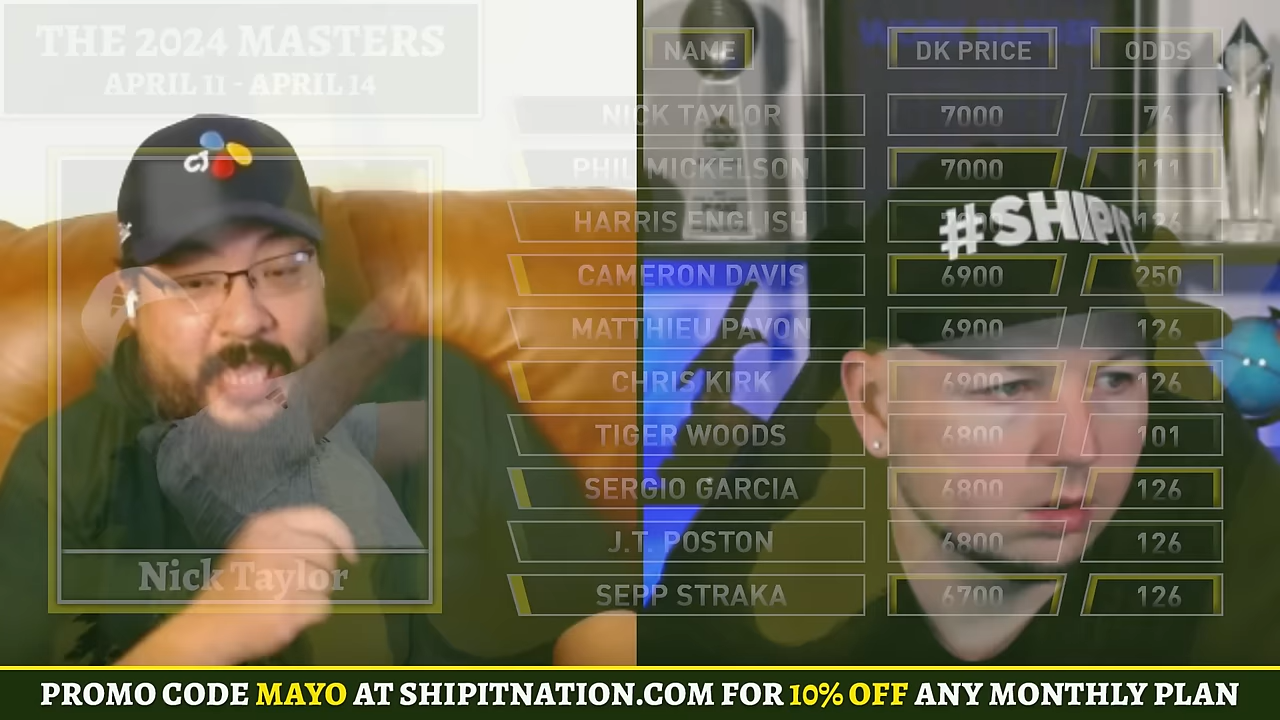 THE 2024 MASTERS
APRIL 11 - APRIL 14
CJ
Nick Taylor
NAME DK PRICE ODDS
NICK TAYLOR 7000 76
PHIL MICKELSON 7000 111
HARRIS ENGLISH 126
CAMERON DAVIS 6900 250
MATTHIEU PAVON 6900 126
CHRIS KIRK 6900 126
TIGER WOODS 6800 101
SERGIO GARCIA 6800 126
J.T. POSTON 6800 126
SEPP STRAKA 6700 126
#SHIPIT
PROMO CODE MAYO AT SHIPITNATION.COM FOR 10% OFF ANY MONTHLY PLAN